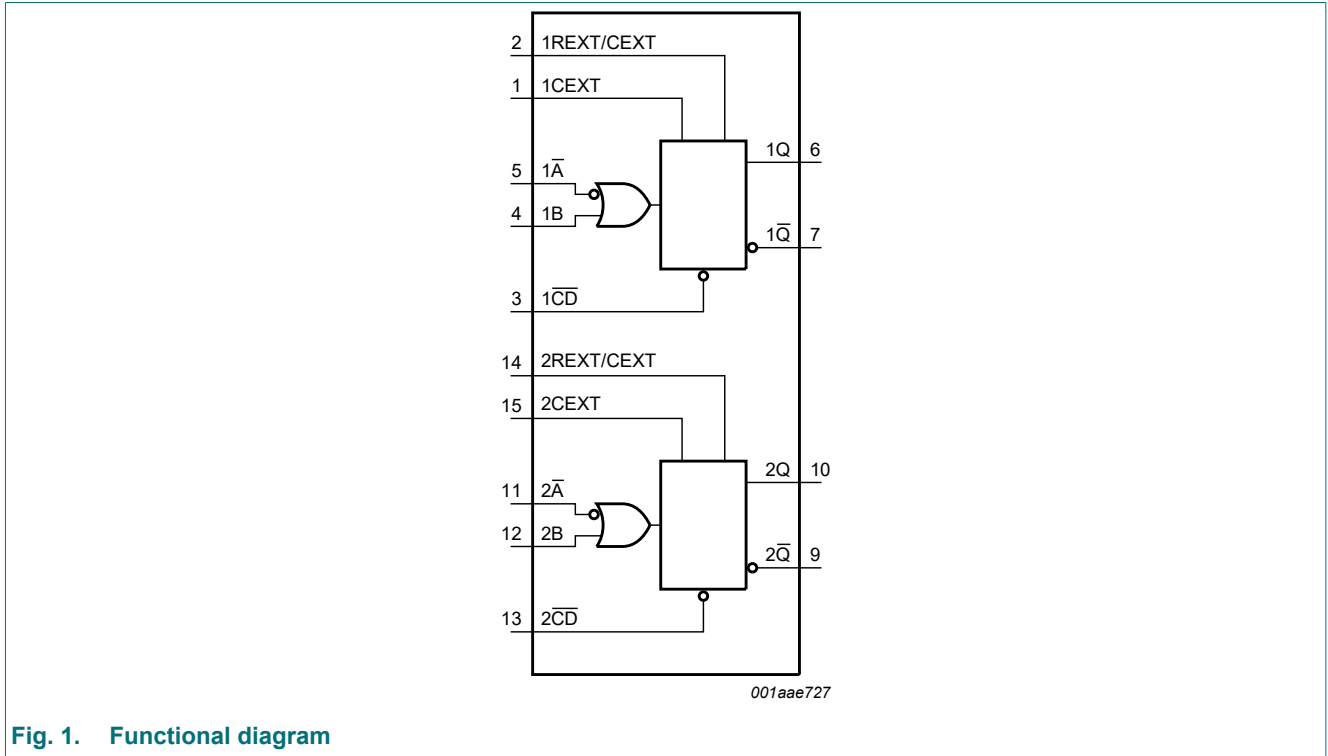 2 1REXT/CEXT
1 1CEXT
1Q 6
5 1A̅
4 1B
1Q̅ 7
3 1C̅D̅
14 2REXT/CEXT
15 2CEXT
2Q 10
11 2A̅
12 2B
2Q̅ 9
13 2C̅D̅
001aae727
Fig. 1. Functional diagram